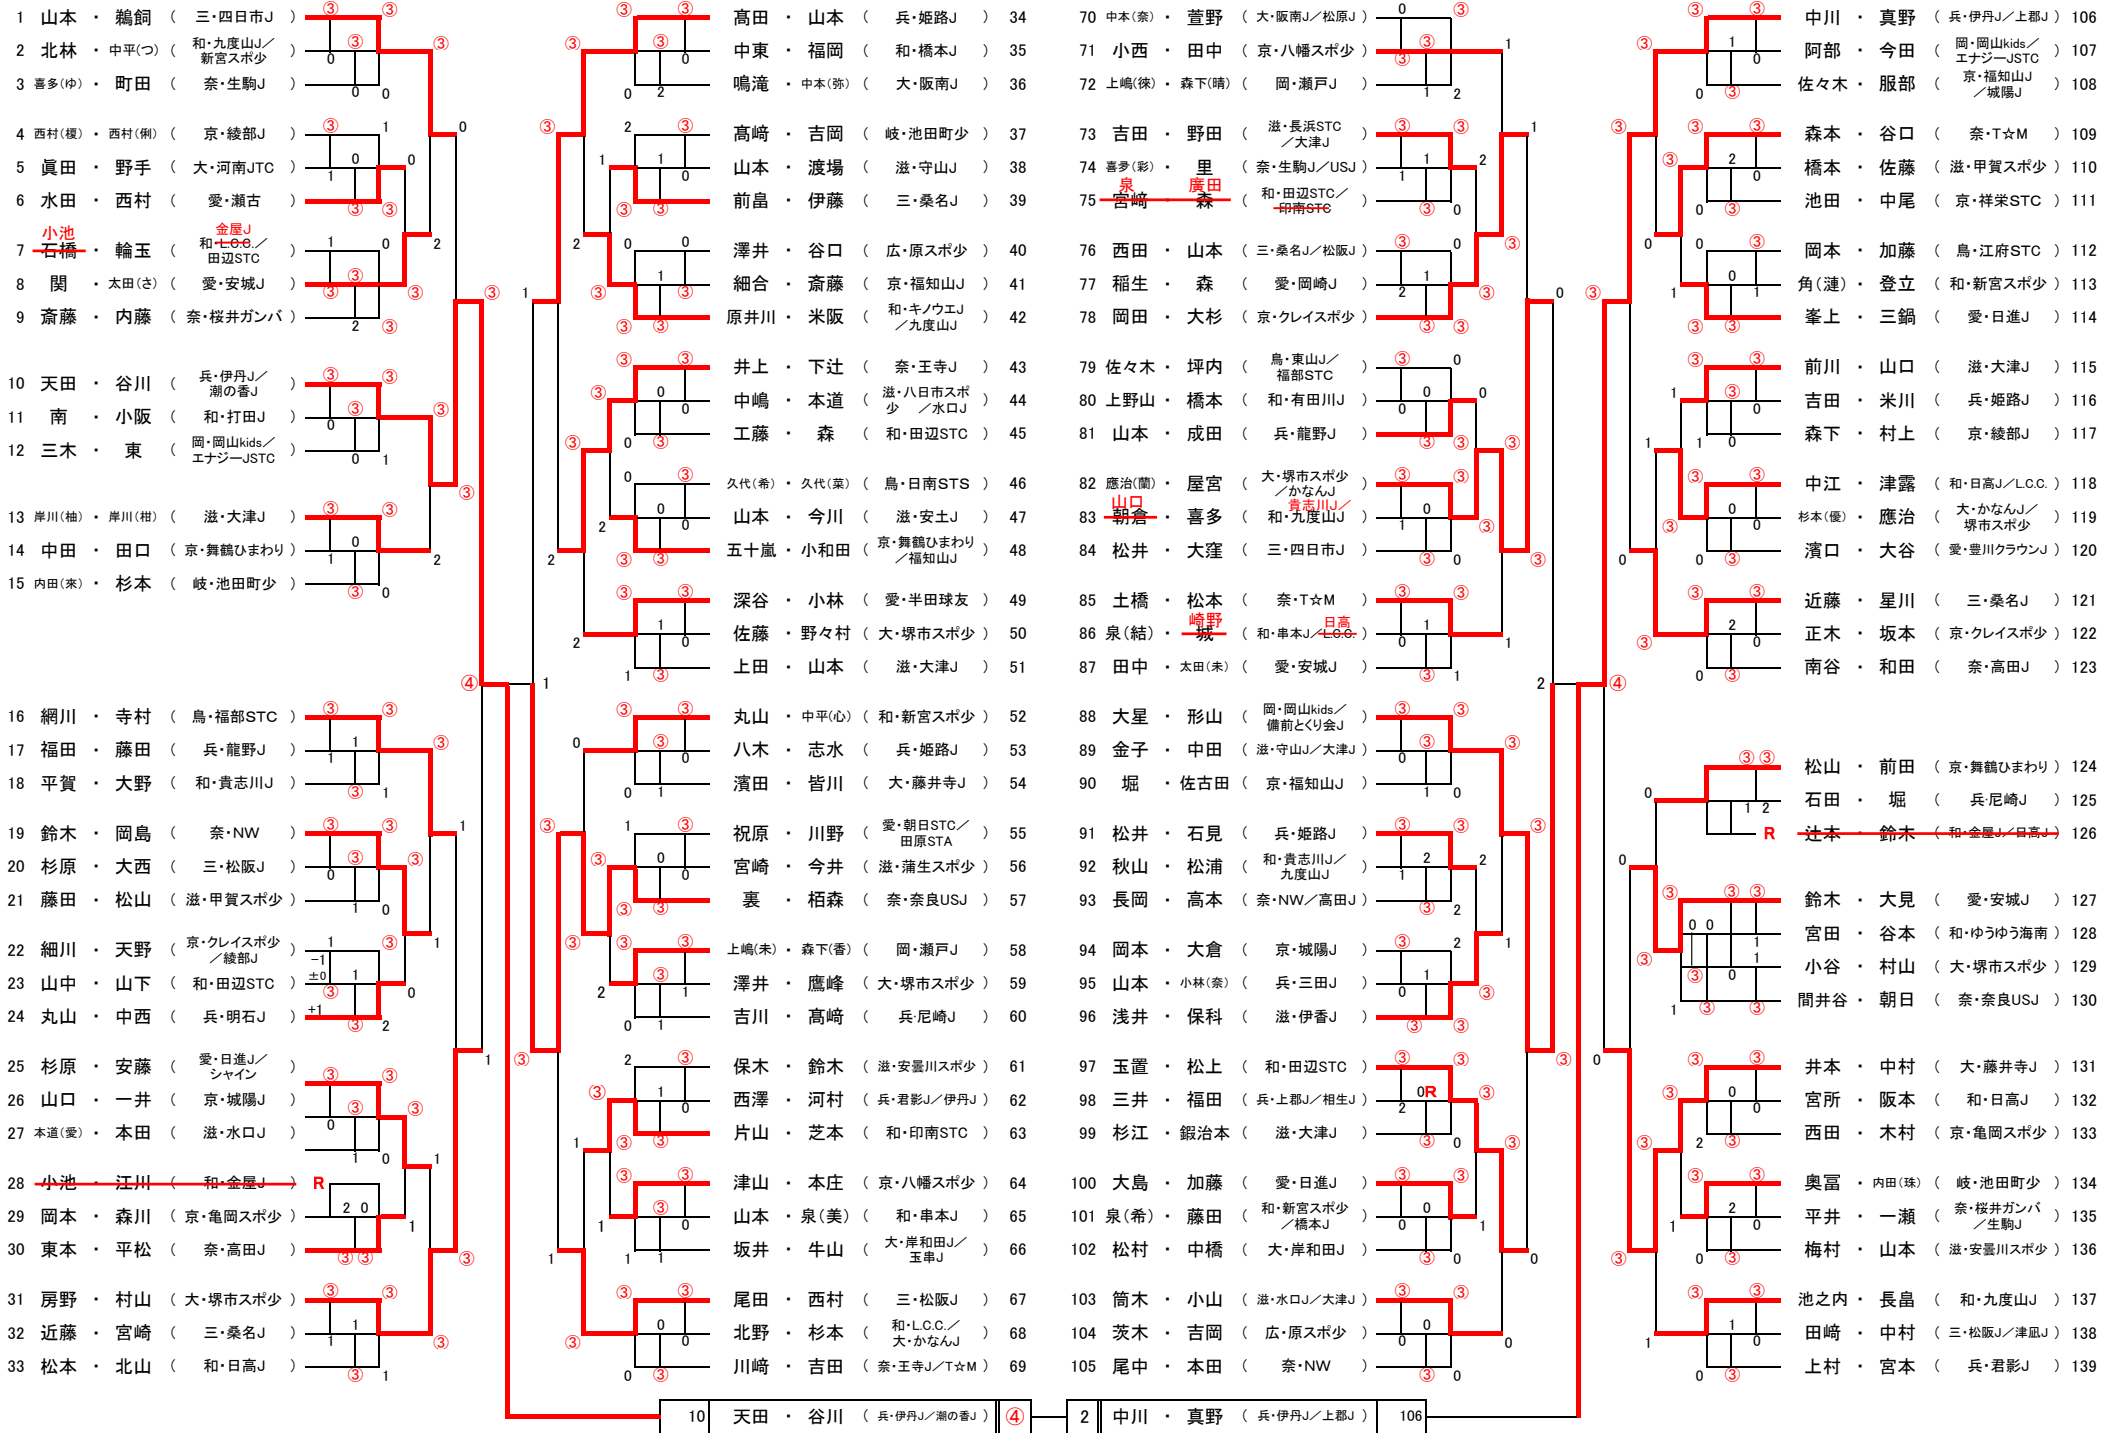 1 山本 ・ 鵜飼 ( 三・四日市J )
2 北林 ・ 中平(つ) ( 和・九度山J／新宮スポ少 )
3 喜多(ゆ) ・ 町田 ( 奈・生駒J )
4 西村(榎) ・ 西村(俐) ( 京・綾部J )
5 眞田 ・ 野手 ( 大・河南JTC )
6 水田 ・ 西村 ( 愛・瀬古 )
小池 金屋J
7 石橋 ・ 輪玉 ( 和・L.C.C.／田辺STC )
8 関 ・ 太田(さ) ( 愛・安城J )
9 斎藤 ・ 内藤 ( 奈・桜井ガンバ )
10 天田 ・ 谷川 ( 兵・伊丹J／潮の香J )
11 南 ・ 小阪 ( 和・打田J )
12 三木 ・ 東 ( 岡・岡山kids／エナジーJSTC )
13 岸川(柚) ・ 岸川(柑) ( 滋・大津J )
14 中田 ・ 田口 ( 京・舞鶴ひまわり )
15 内田(來) ・ 杉本 ( 岐・池田町少 )
16 網川 ・ 寺村 ( 鳥・福部STC )
17 福田 ・ 藤田 ( 兵・龍野J )
18 平賀 ・ 大野 ( 和・貴志川J )
19 鈴木 ・ 岡島 ( 奈・NW )
20 杉原 ・ 大西 ( 三・松阪J )
21 藤田 ・ 松山 ( 滋・甲賀スポ少 )
22 細川 ・ 天野 ( 京・クレイスポ少／綾部J )
23 山中 ・ 山下 ( 和・田辺STC )
24 丸山 ・ 中西 ( 兵・明石J )
25 杉原 ・ 安藤 ( 愛・日進J／シャイン )
26 山口 ・ 一井 ( 京・城陽J )
27 本道(愛) ・ 本田 ( 滋・水口J )
28 小池 ・ 江川 ( 和・金屋J ) R
29 岡本 ・ 森川 ( 京・亀岡スポ少 )
30 東本 ・ 平松 ( 奈・高田J )
31 房野 ・ 村山 ( 大・堺市スポ少 )
32 近藤 ・ 宮崎 ( 三・桑名J )
33 松本 ・ 北山 ( 和・日高J )
髙田 ・ 山本 ( 兵・姫路J ) 34
中東 ・ 福岡 ( 和・橋本J ) 35
鳴滝 ・ 中本(弥) ( 大・阪南J ) 36
髙﨑 ・ 吉岡 ( 岐・池田町少 ) 37
山本 ・ 渡場 ( 滋・守山J ) 38
前畠 ・ 伊藤 ( 三・桑名J ) 39
澤井 ・ 谷口 ( 広・原スポ少 ) 40
細合 ・ 斎藤 ( 京・福知山J ) 41
原井川 ・ 米阪 ( 和・キノウエJ／九度山J ) 42
井上 ・ 下辻 ( 奈・王寺J ) 43
中嶋 ・ 本道 ( 滋・八日市スポ少 ／水口J ) 44
工藤 ・ 森 ( 和・田辺STC ) 45
久代(希) ・ 久代(菜) ( 鳥・日南STS ) 46
山本 ・ 今川 ( 滋・安土J ) 47
五十嵐 ・ 小和田 ( 京・舞鶴ひまわり／福知山J ) 48
深谷 ・ 小林 ( 愛・半田球友 ) 49
佐藤 ・ 野々村 ( 大・堺市スポ少 ) 50
上田 ・ 山本 ( 滋・大津J ) 51
丸山 ・ 中平(心) ( 和・新宮スポ少 ) 52
八木 ・ 志水 ( 兵・姫路J ) 53
濱田 ・ 皆川 ( 大・藤井寺J ) 54
祝原 ・ 川野 ( 愛・朝日STC／田原STA ) 55
宮崎 ・ 今井 ( 滋・蒲生スポ少 ) 56
裏 ・ 栢森 ( 奈・奈良USJ ) 57
上嶋(未) ・ 森下(香) ( 岡・瀬戸J ) 58
澤井 ・ 鷹峰 ( 大・堺市スポ少 ) 59
吉川 ・ 髙﨑 ( 兵・尼崎J ) 60
保木 ・ 鈴木 ( 滋・安曇川スポ少 ) 61
西澤 ・ 河村 ( 兵・君影J／伊丹J ) 62
片山 ・ 芝本 ( 和・印南STC ) 63
津山 ・ 本庄 ( 京・八幡スポ少 ) 64
山本 ・ 泉(美) ( 和・串本J ) 65
坂井 ・ 牛山 ( 大・岸和田J／玉串J ) 66
尾田 ・ 西村 ( 三・松阪J ) 67
北野 ・ 杉本 ( 和・L.C.C.／大・かなんJ ) 68
川﨑 ・ 吉田 ( 奈・王寺J／T☆M ) 69
70 中本(奈) ・ 萱野 ( 大・阪南J／松原J )
71 小西 ・ 田中 ( 京・八幡スポ少 )
72 上嶋(徠) ・ 森下(晴) ( 岡・瀬戸J )
73 吉田 ・ 野田 ( 滋・長浜STC／大津J )
74 喜多(彩) ・ 里 ( 奈・生駒J／USJ )
泉 廣田
75 宮﨑 ・ 森 ( 和・田辺STC／印南STC )
76 西田 ・ 山本 ( 三・桑名J／松阪J )
77 稲生 ・ 森 ( 愛・岡崎J )
78 岡田 ・ 大杉 ( 京・クレイスポ少 )
79 佐々木 ・ 坪内 ( 鳥・東山J／福部STC )
80 上野山 ・ 橋本 ( 和・有田川J )
81 山本 ・ 成田 ( 兵・龍野J )
82 應治(蘭) ・ 屋宮 ( 大・堺市スポ少／かなんJ )
山口 貴志川J／
83 朝倉 ・ 喜多 ( 和・九度山J )
84 松井 ・ 大窪 ( 三・四日市J )
85 土橋 ・ 松本 ( 奈・T☆M )
崎野 日高
86 泉(結) ・ 城 ( 和・串本J／L.C.C. )
87 田中 ・ 太田(未) ( 愛・安城J )
88 大星 ・ 形山 ( 岡・岡山kids／備前とくり会J )
89 金子 ・ 中田 ( 滋・守山J／大津J )
90 堀 ・ 佐古田 ( 京・福知山J )
91 松井 ・ 石見 ( 兵・姫路J )
92 秋山 ・ 松浦 ( 和・貴志川J／九度山J )
93 長岡 ・ 高本 ( 奈・NW／高田J )
94 岡本 ・ 大倉 ( 京・城陽J )
95 山本 ・ 小林(奈) ( 兵・三田J )
96 浅井 ・ 保科 ( 滋・伊香J )
97 玉置 ・ 松上 ( 和・田辺STC )
98 三井 ・ 福田 ( 兵・上郡J／相生J ) R
99 杉江 ・ 鍜治本 ( 滋・大津J )
100 大島 ・ 加藤 ( 愛・日進J )
101 泉(希) ・ 藤田 ( 和・新宮スポ少／橋本J )
102 松村 ・ 中橋 ( 大・岸和田J )
103 筒木 ・ 小山 ( 滋・水口J／大津J )
104 茨木 ・ 吉岡 ( 広・原スポ少 )
105 尾中 ・ 本田 ( 奈・NW )
中川 ・ 真野 ( 兵・伊丹J／上郡J ) 106
阿部 ・ 今田 ( 岡・岡山kids／エナジーJSTC ) 107
佐々木 ・ 服部 ( 京・福知山J／城陽J ) 108
森本 ・ 谷口 ( 奈・T☆M ) 109
橋本 ・ 佐藤 ( 滋・甲賀スポ少 ) 110
池田 ・ 中尾 ( 京・祥栄STC ) 111
岡本 ・ 加藤 ( 鳥・江府STC ) 112
角(漣) ・ 登立 ( 和・新宮スポ少 ) 113
峯上 ・ 三鍋 ( 愛・日進J ) 114
前川 ・ 山口 ( 滋・大津J ) 115
吉田 ・ 米川 ( 兵・姫路J ) 116
森下 ・ 村上 ( 京・綾部J ) 117
中江 ・ 津露 ( 和・日高J／L.C.C. ) 118
杉本(優) ・ 應治 ( 大・かなんJ／堺市スポ少 ) 119
濱口 ・ 大谷 ( 愛・豊川クラウンJ ) 120
近藤 ・ 星川 ( 三・桑名J ) 121
正木 ・ 坂本 ( 京・クレイスポ少 ) 122
南谷 ・ 和田 ( 奈・高田J ) 123
松山 ・ 前田 ( 京・舞鶴ひまわり ) 124
石田 ・ 堀 ( 兵・尼崎J ) 125
R 辻本 ・ 鈴木 ( 和・金屋J／日高J ) 126
鈴木 ・ 大見 ( 愛・安城J ) 127
宮田 ・ 谷本 ( 和・ゆうゆう海南 ) 128
小谷 ・ 村山 ( 大・堺市スポ少 ) 129
間井谷 ・ 朝日 ( 奈・奈良USJ ) 130
井本 ・ 中村 ( 大・藤井寺J ) 131
宮所 ・ 阪本 ( 和・日高J ) 132
西田 ・ 木村 ( 京・亀岡スポ少 ) 133
奥冨 ・ 内田(珠) ( 岐・池田町少 ) 134
平井 ・ 一瀬 ( 奈・桜井ガンバ／生駒J ) 135
梅村 ・ 山本 ( 滋・安曇川スポ少 ) 136
池之内 ・ 長畠 ( 和・九度山J ) 137
田﨑 ・ 中村 ( 三・松阪J／津凪J ) 138
上村 ・ 宮本 ( 兵・君影J ) 139
10 天田 ・ 谷川 ( 兵・伊丹J／潮の香J ) ④ 2 中川 ・ 真野 ( 兵・伊丹J／上郡J ) 106